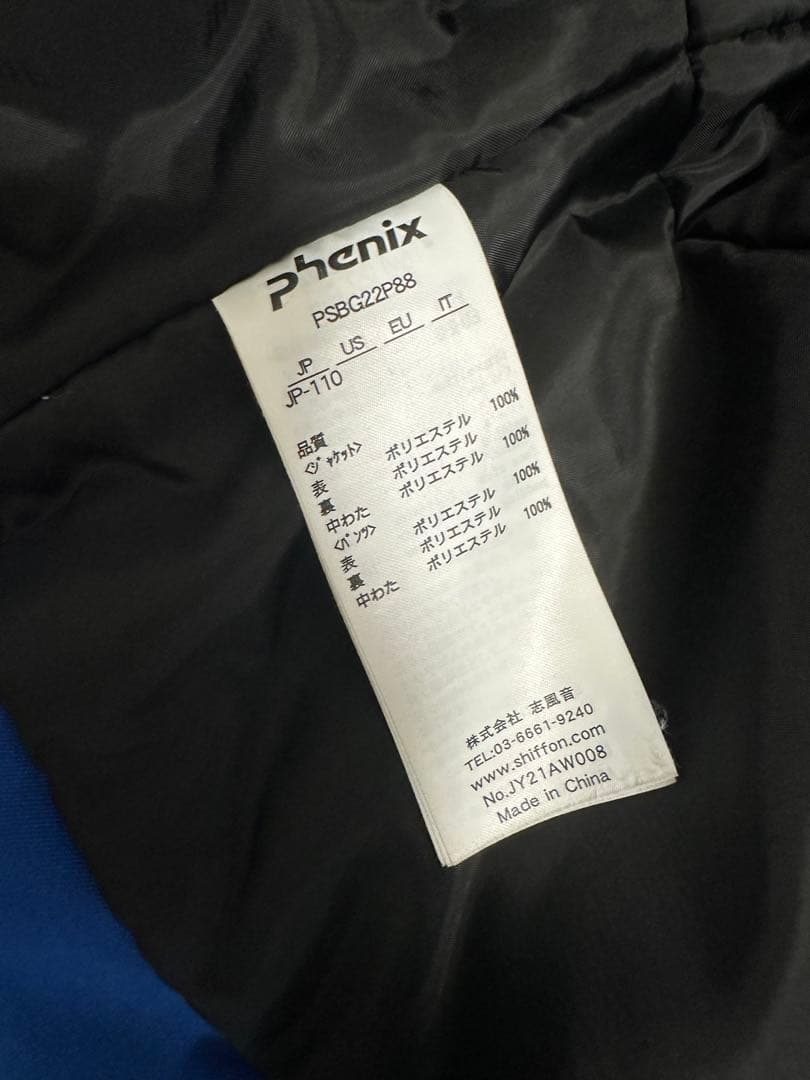 phenix
PSBG22P88
JP US EU IT
JP-110
品質
<ジャケット>
表 ポリエステル 100%
裏 ポリエステル
中わた ポリエステル 100%
<パンツ>
表 ポリエステル 100%
裏 ポリエステル
中わた ポリエステル 100%
株式会社 志風音
TEL:03-6661-9240
www.shiffon.com
No.JY21AW008
Made in China